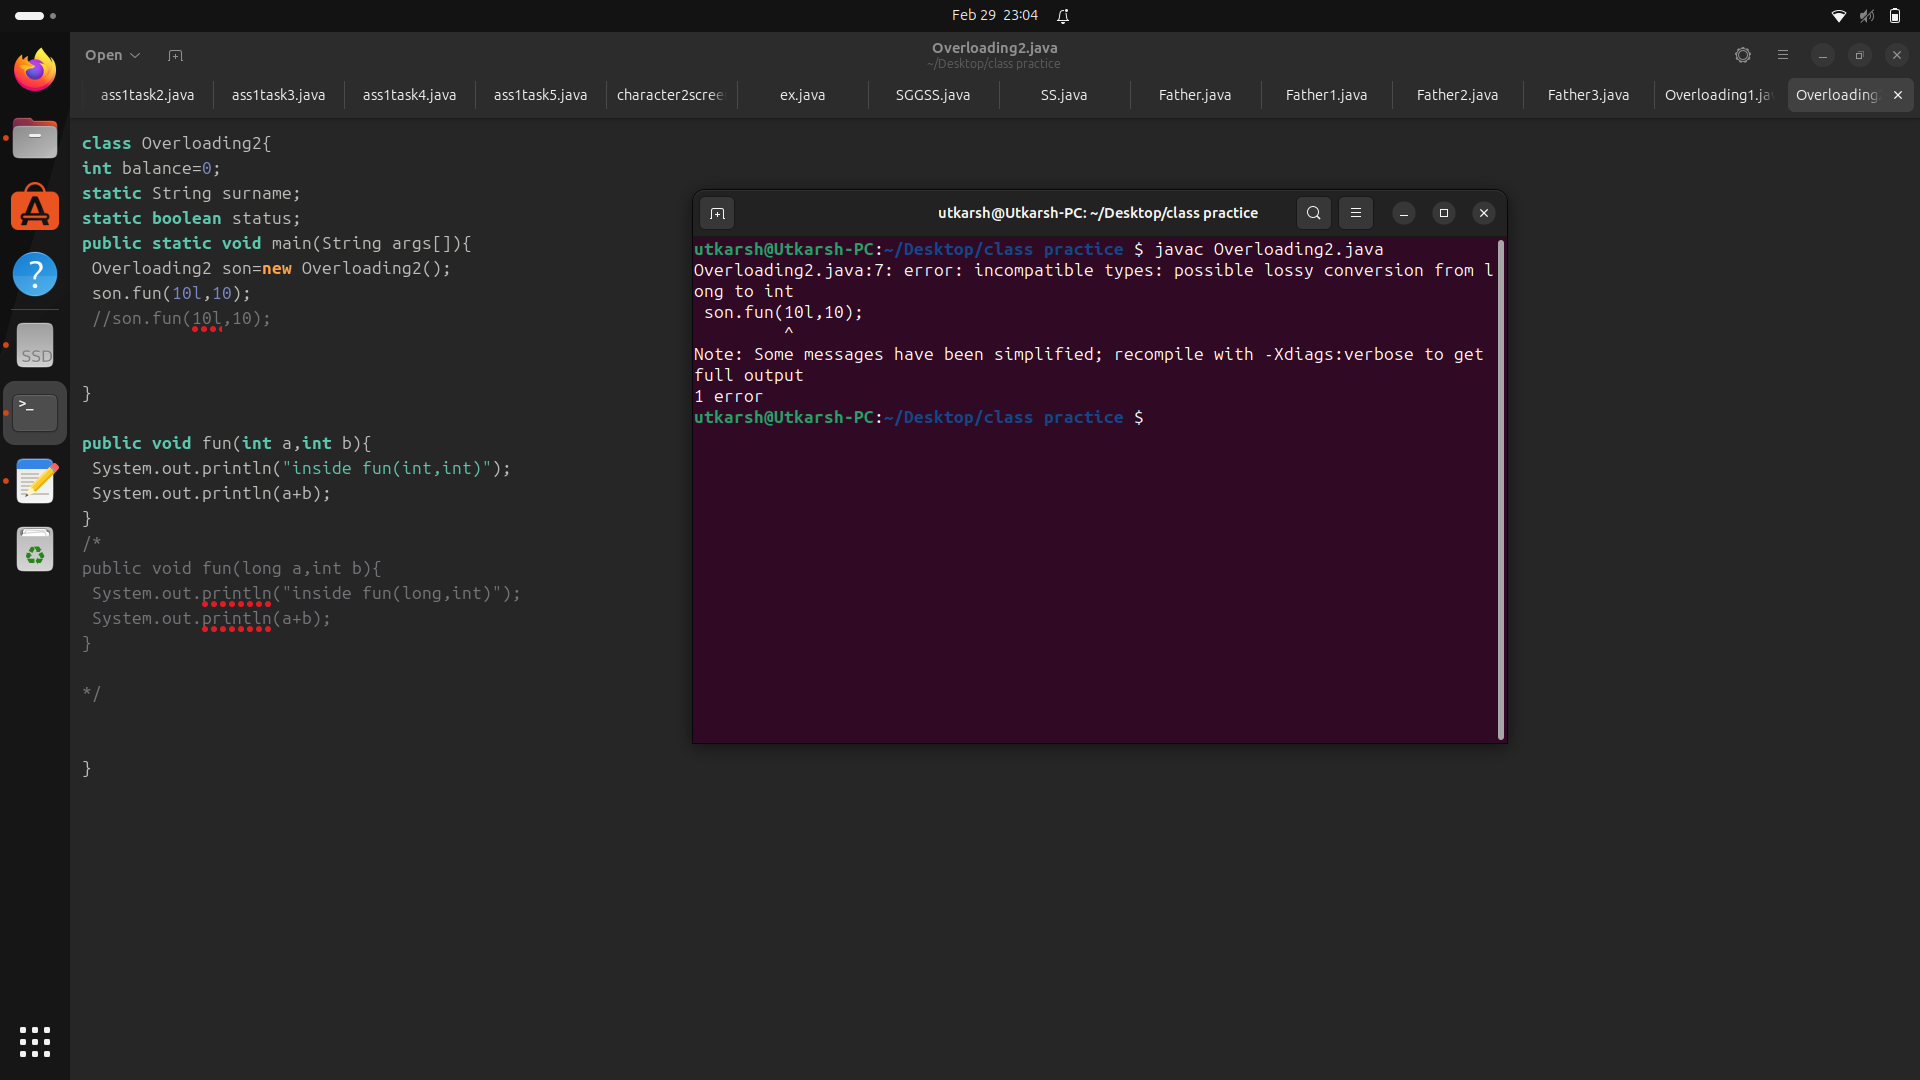 Feb 29 23:04
Open
Overloading2.java
~/Desktop/class practice
ass1task2.java
ass1task3.java
ass1task4.java
ass1task5.java
character2scree
ex.java
SGGSS.java
SS.java
Father.java
Father1.java
Father2.java
Father3.java
Overloading1.ja
Overloading
class Overloading2{
int balance=0;
static String surname;
static boolean status;
public static void main(String args[]){
 Overloading2 son=new Overloading2();
 son.fun(10l,10);
 //son.fun(10l,10);
}
public void fun(int a,int b){
 System.out.println("inside fun(int,int)");
 System.out.println(a+b);
}
/*
public void fun(long a,int b){
 System.out.println("inside fun(long,int)");
 System.out.println(a+b);
}
*/
}
utkarsh@Utkarsh-PC: ~/Desktop/class practice
utkarsh@Utkarsh-PC:~/Desktop/class practice $ javac Overloading2.java
Overloading2.java:7: error: incompatible types: possible lossy conversion from l
ong to int
 son.fun(10l,10);
         ^
Note: Some messages have been simplified; recompile with -Xdiags:verbose to get
full output
1 error
utkarsh@Utkarsh-PC:~/Desktop/class practice $
SSD
>_